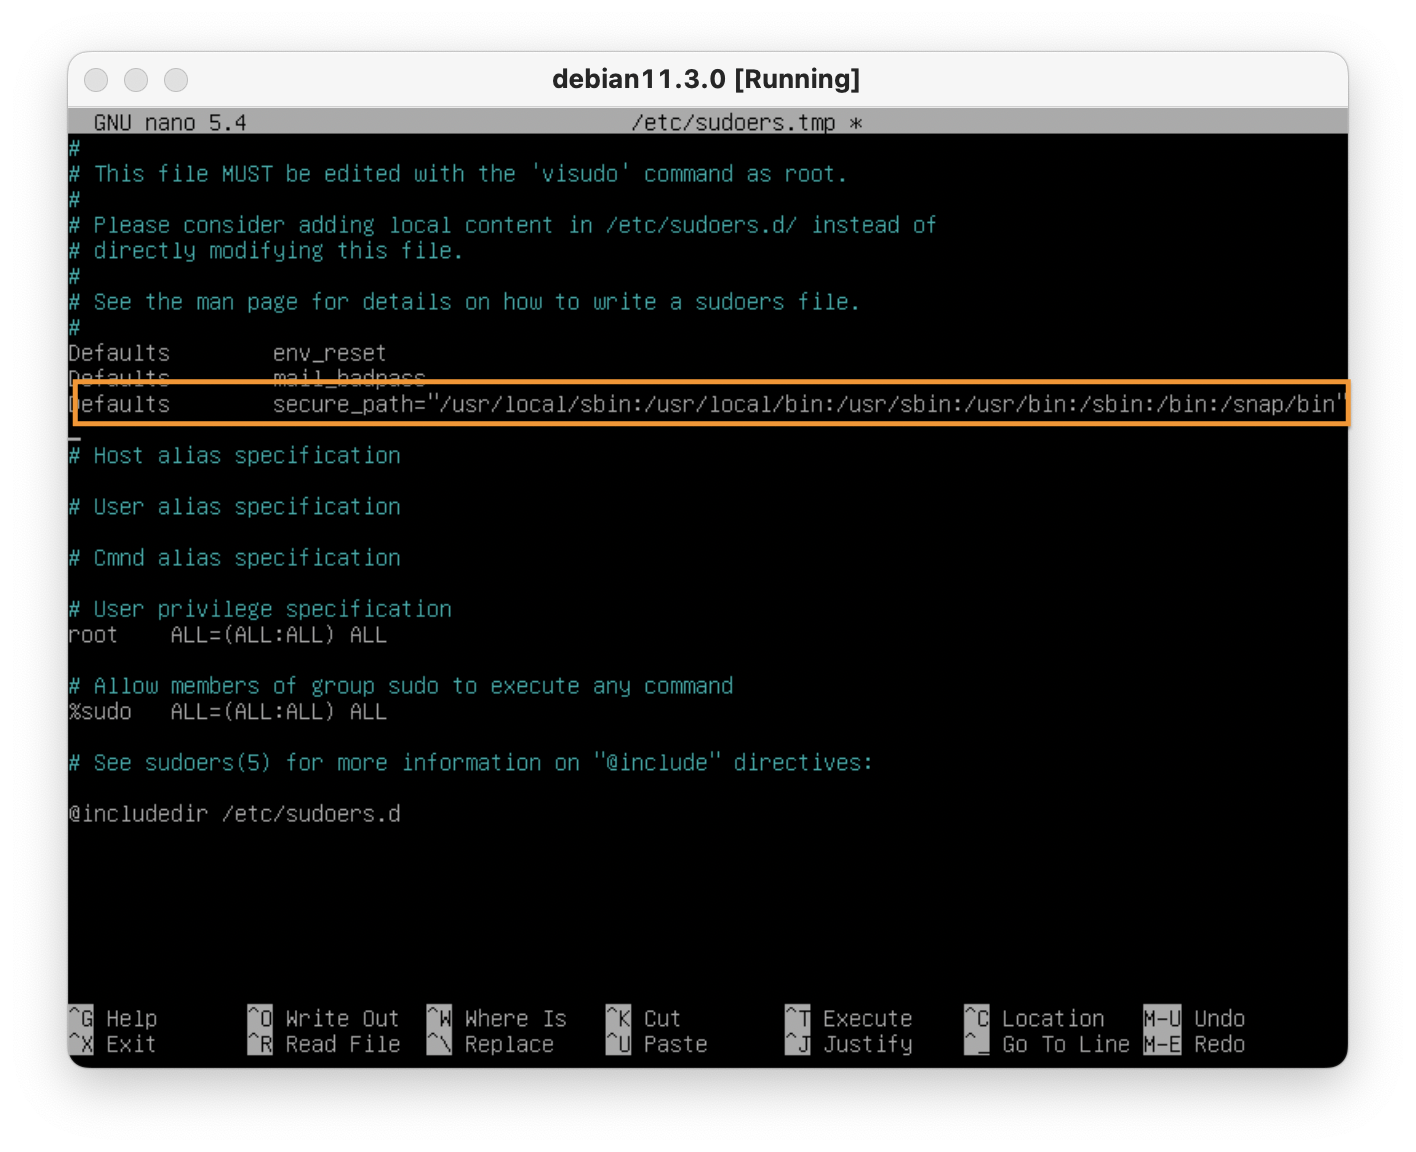 debian11.3.0 [Running]
GNU nano 5.4 /etc/sudoers.tmp *
#
# This file MUST be edited with the 'visudo' command as root.
#
# Please consider adding local content in /etc/sudoers.d/ instead of
# directly modifying this file.
#
# See the man page for details on how to write a sudoers file.
#
Defaults env_reset
Defaults mail_badpass
Defaults secure_path="/usr/local/sbin:/usr/local/bin:/usr/sbin:/usr/bin:/sbin:/bin:/snap/bin"
# Host alias specification
# User alias specification
# Cmnd alias specification
# User privilege specification
root ALL=(ALL:ALL) ALL
# Allow members of group sudo to execute any command
%sudo ALL=(ALL:ALL) ALL
# See sudoers(5) for more information on "@include" directives:
@includedir /etc/sudoers.d
^G Help ^O Write Out ^W Where Is ^K Cut ^T Execute ^C Location M-U Undo
^X Exit ^R Read File ^\ Replace ^U Paste ^J Justify ^_ Go To Line M-E Redo